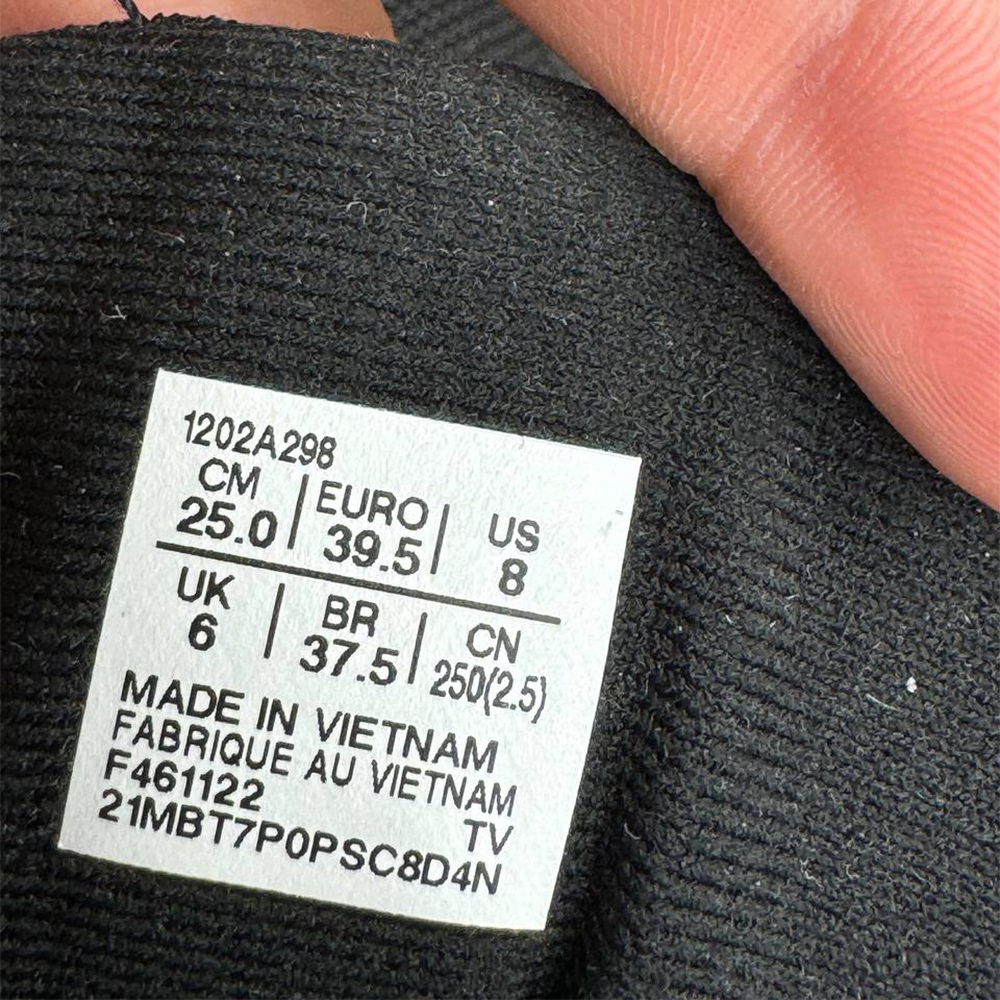 1202A298
CM | EURO | US
25.0 | 39.5 | 8
UK | BR | CN
6 | 37.5 | 250(2.5)
MADE IN VIETNAM
FABRIQUE AU VIETNAM
F461122 TV
21MBT7P0PSC8D4N